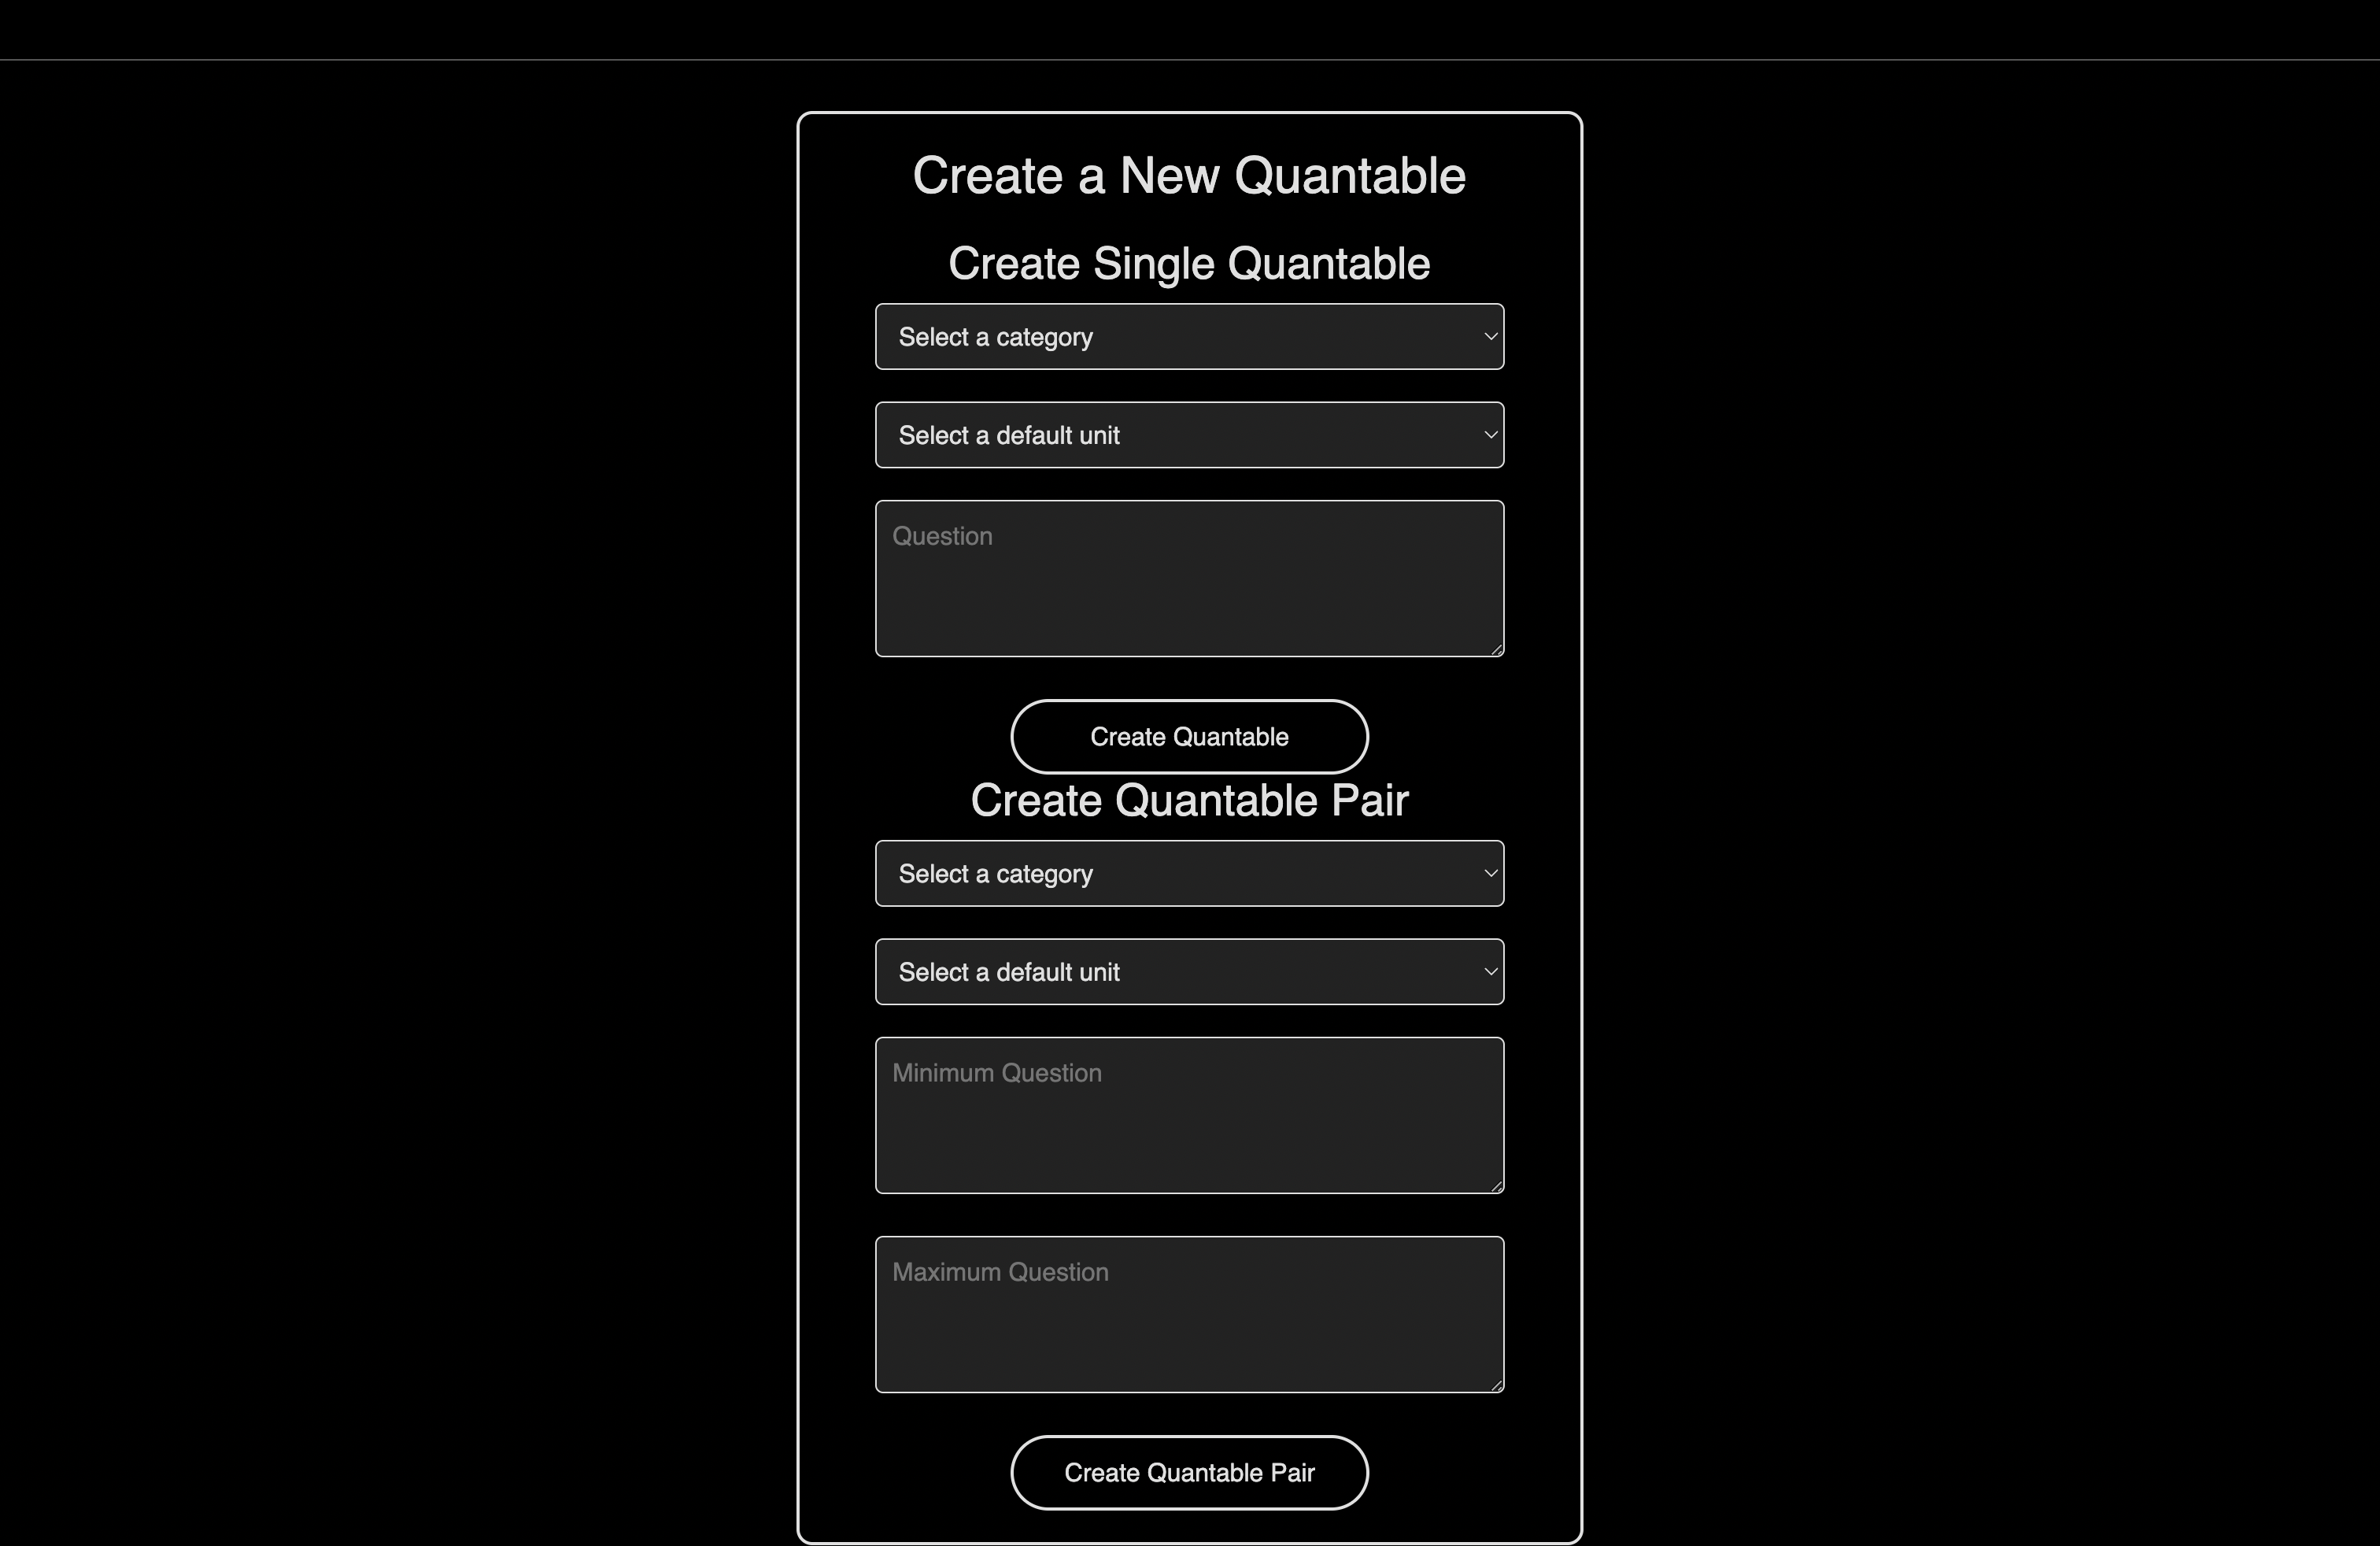 Create a New Quantable
Create Single Quantable
Select a category
Select a default unit
Question
Create Quantable
Create Quantable Pair
Select a category
Select a default unit
Minimum Question
Maximum Question
Create Quantable Pair